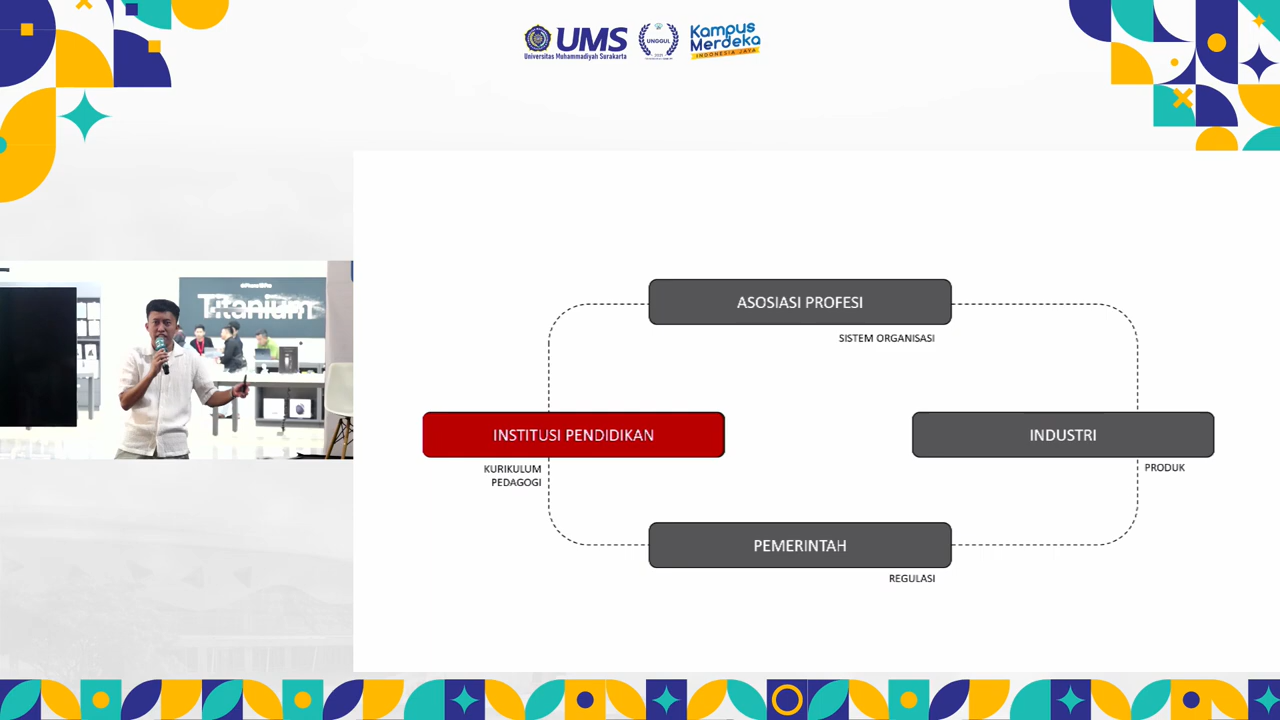 UMS
Universitas Muhammadiyah Surakarta
UNGGUL
Kampus
Merdeka
INDONESIA JAYA
Titanium
ASOSIASI PROFESI
SISTEM ORGANISASI
INSTITUSI PENDIDIKAN
KURIKULUM
PEDAGOGI
INDUSTRI
PRODUK
PEMERINTAH
REGULASI